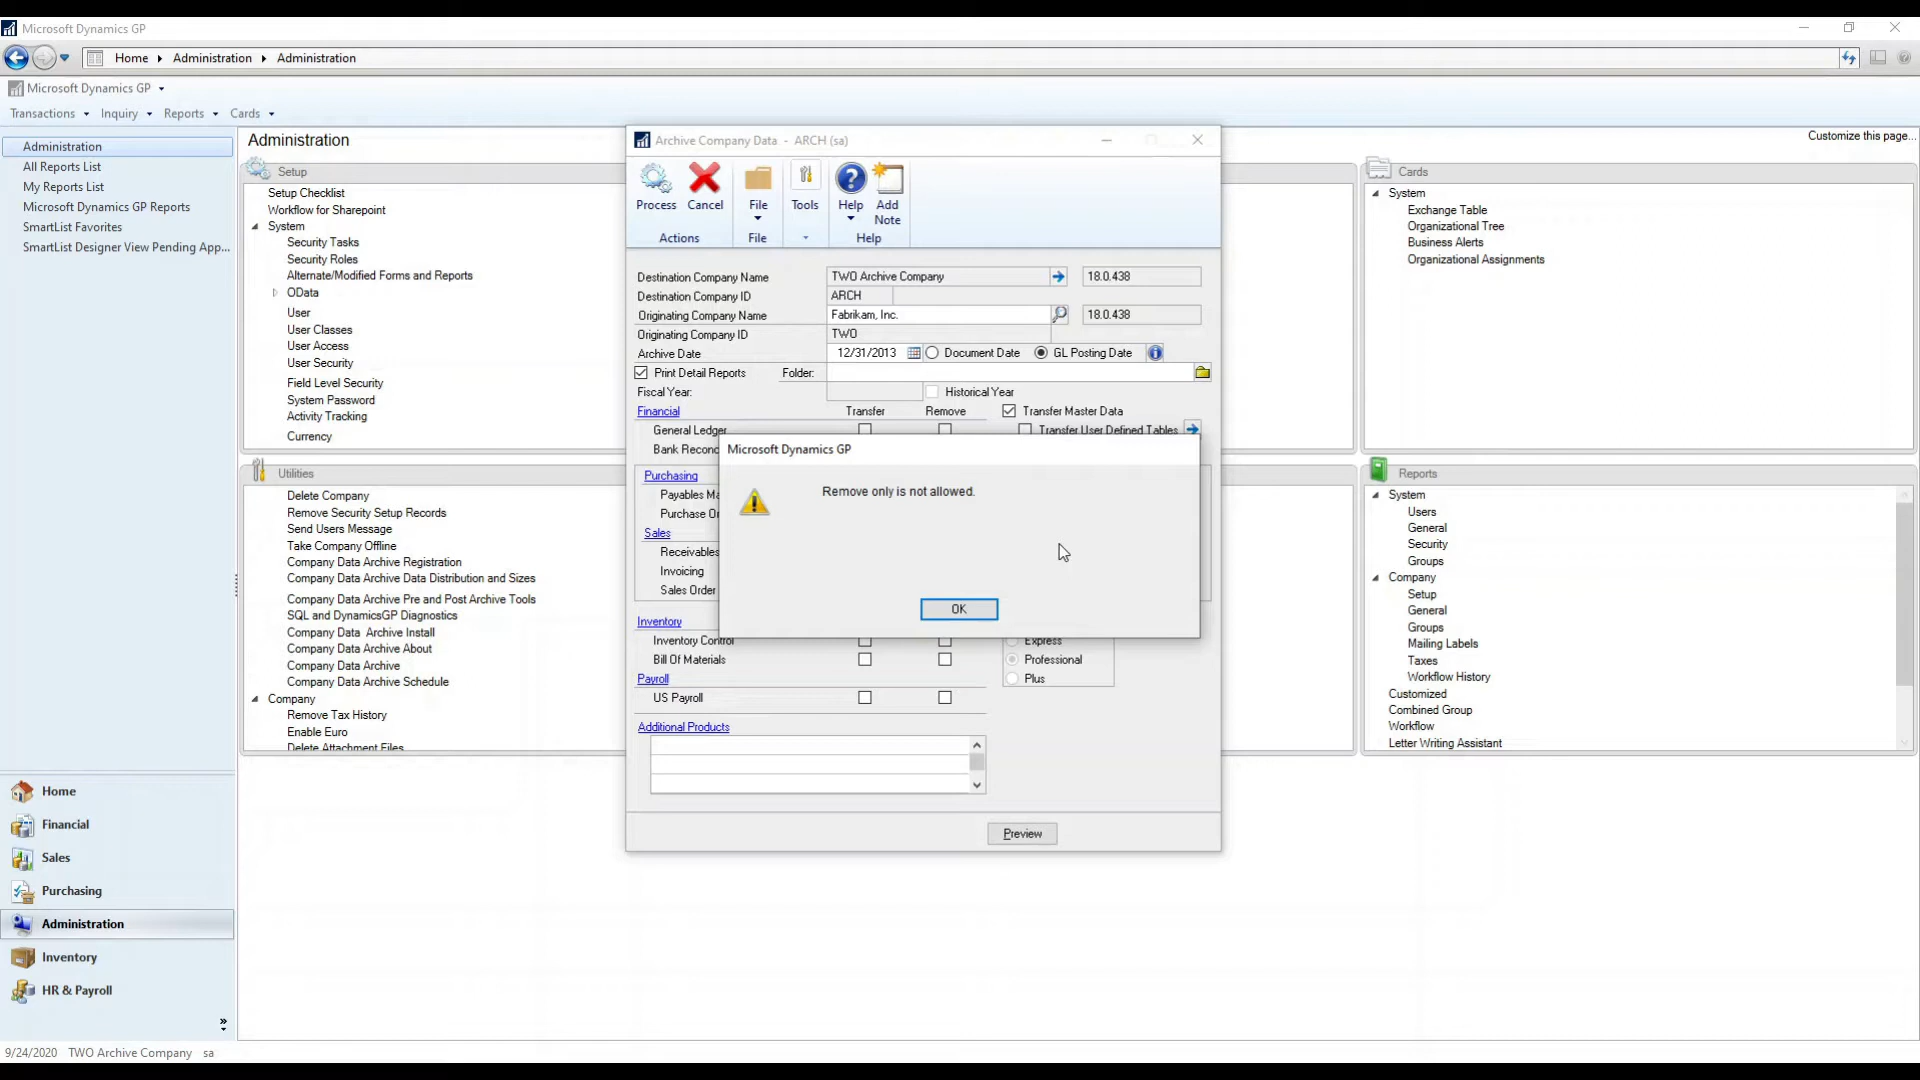 Microsoft Dynamics GP
Home
Administration
Administration
Microsoft Dynamics GP
Transactions
Inquiry
Reports
Cards
Customize this page...
Administration
All Reports List
My Reports List
Microsoft Dynamics GP Reports
SmartList Favorites
SmartList Designer View Pending App...
Administration
Setup
Setup Checklist
Workflow for Sharepoint
System
Security Tasks
Security Roles
Alternate/Modified Forms and Reports
OData
User
User Classes
User Access
User Security
Field Level Security
System Password
Activity Tracking
Currency
Utilities
Delete Company
Remove Security Setup Records
Send Users Message
Take Company Offline
Company Data Archive Registration
Company Data Archive Data Distribution and Sizes
Company Data Archive Pre and Post Archive Tools
SQL and DynamicsGP Diagnostics
Company Data  Archive Install
Company Data Archive About
Company Data Archive
Company Data Archive Schedule
Company
Remove Tax History
Enable Euro
Delete Attachment Files
Archive Company Data  -  ARCH (sa)
Process
Cancel
File
Tools
Help
Add
Note
Actions
File
Help
Destination Company Name
TWO Archive Company
18.0.438
Destination Company ID
ARCH
Originating Company Name
Fabrikam, Inc.
18.0.438
Originating Company ID
TWO
Archive Date
12/31/2013
Document Date
GL Posting Date
Print Detail Reports
Folder:
Fiscal Year:
Historical Year
Financial
Transfer
Remove
Transfer Master Data
General Ledger
Transfer User Defined Tables
Bank Reconc
Purchasing
Payables Ma
Purchase Or
Sales
Receivables
Invoicing
Sales Order
Microsoft Dynamics GP
Remove only is not allowed.
OK
Inventory
Inventory Control
Express
Bill Of Materials
Professional
Payroll
Plus
US Payroll
Additional Products
Preview
Cards
System
Exchange Table
Organizational Tree
Business Alerts
Organizational Assignments
Reports
System
Users
General
Security
Groups
Company
Setup
General
Groups
Mailing Labels
Taxes
Workflow History
Customized
Combined Group
Workflow
Letter Writing Assistant
Home
Financial
Sales
Purchasing
Administration
Inventory
HR & Payroll
9/24/2020
TWO Archive Company
sa